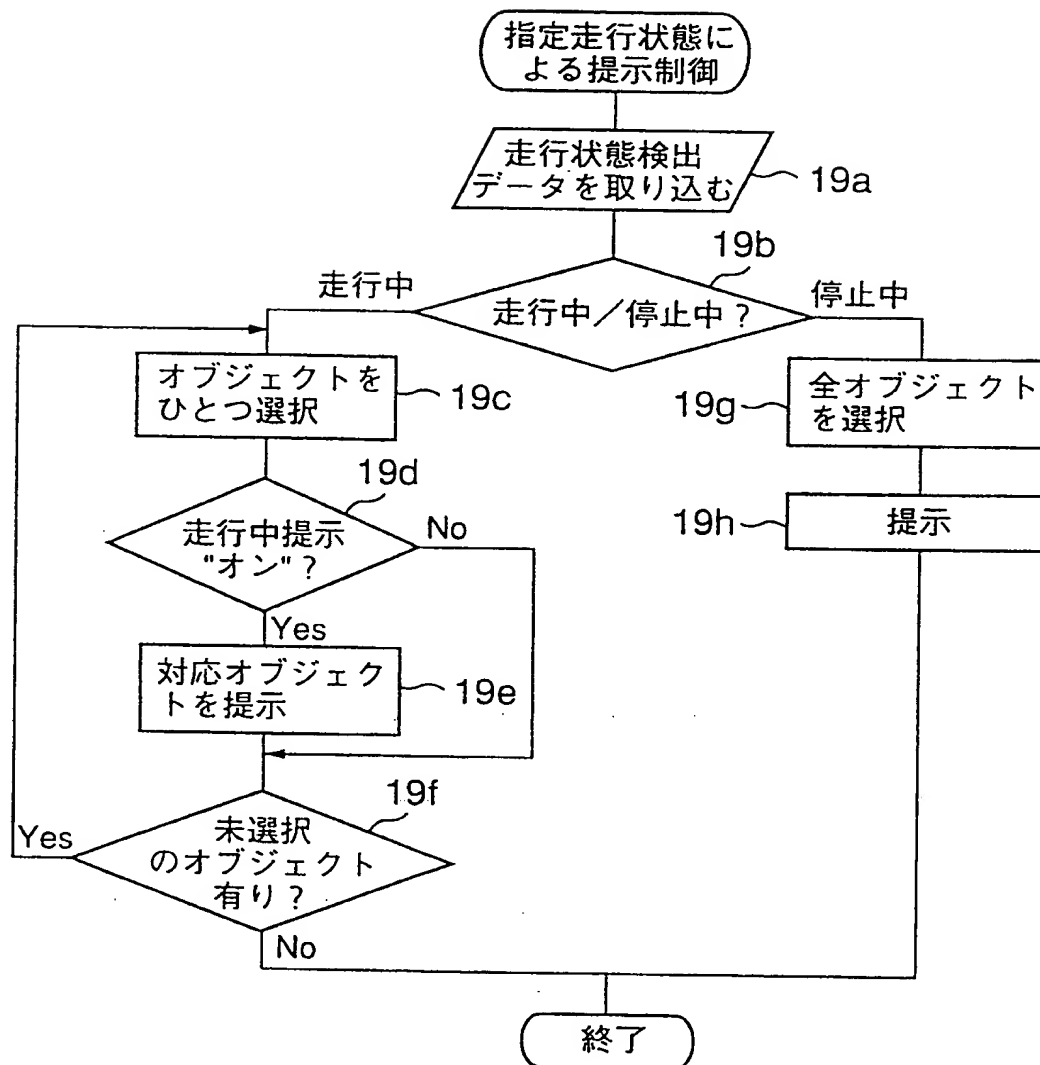 指定走行状態に
よる提示制御
走行状態検出
データを取り込む
19a
19b
走行中
走行中／停止中？
停止中
オブジェクトを
ひとつ選択
19c
19g
全オブジェクト
を選択
19d
走行中提示
"オン"？
No
19h
提示
Yes
対応オブジェク
トを提示
19e
19f
Yes
未選択
のオブジェクト
有り？
No
終了